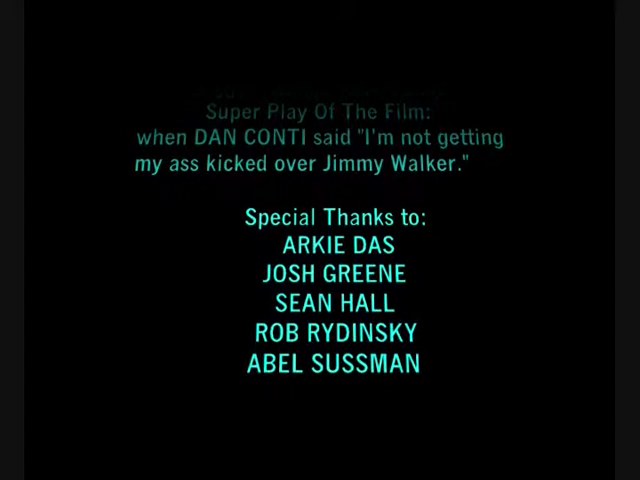 Super Play Of The Film:
when DAN CONTI said "I'm not getting
my ass kicked over Jimmy Walker."
Special Thanks to:
ARKIE DAS
JOSH GREENE
SEAN HALL
ROB RYDINSKY
ABEL SUSSMAN